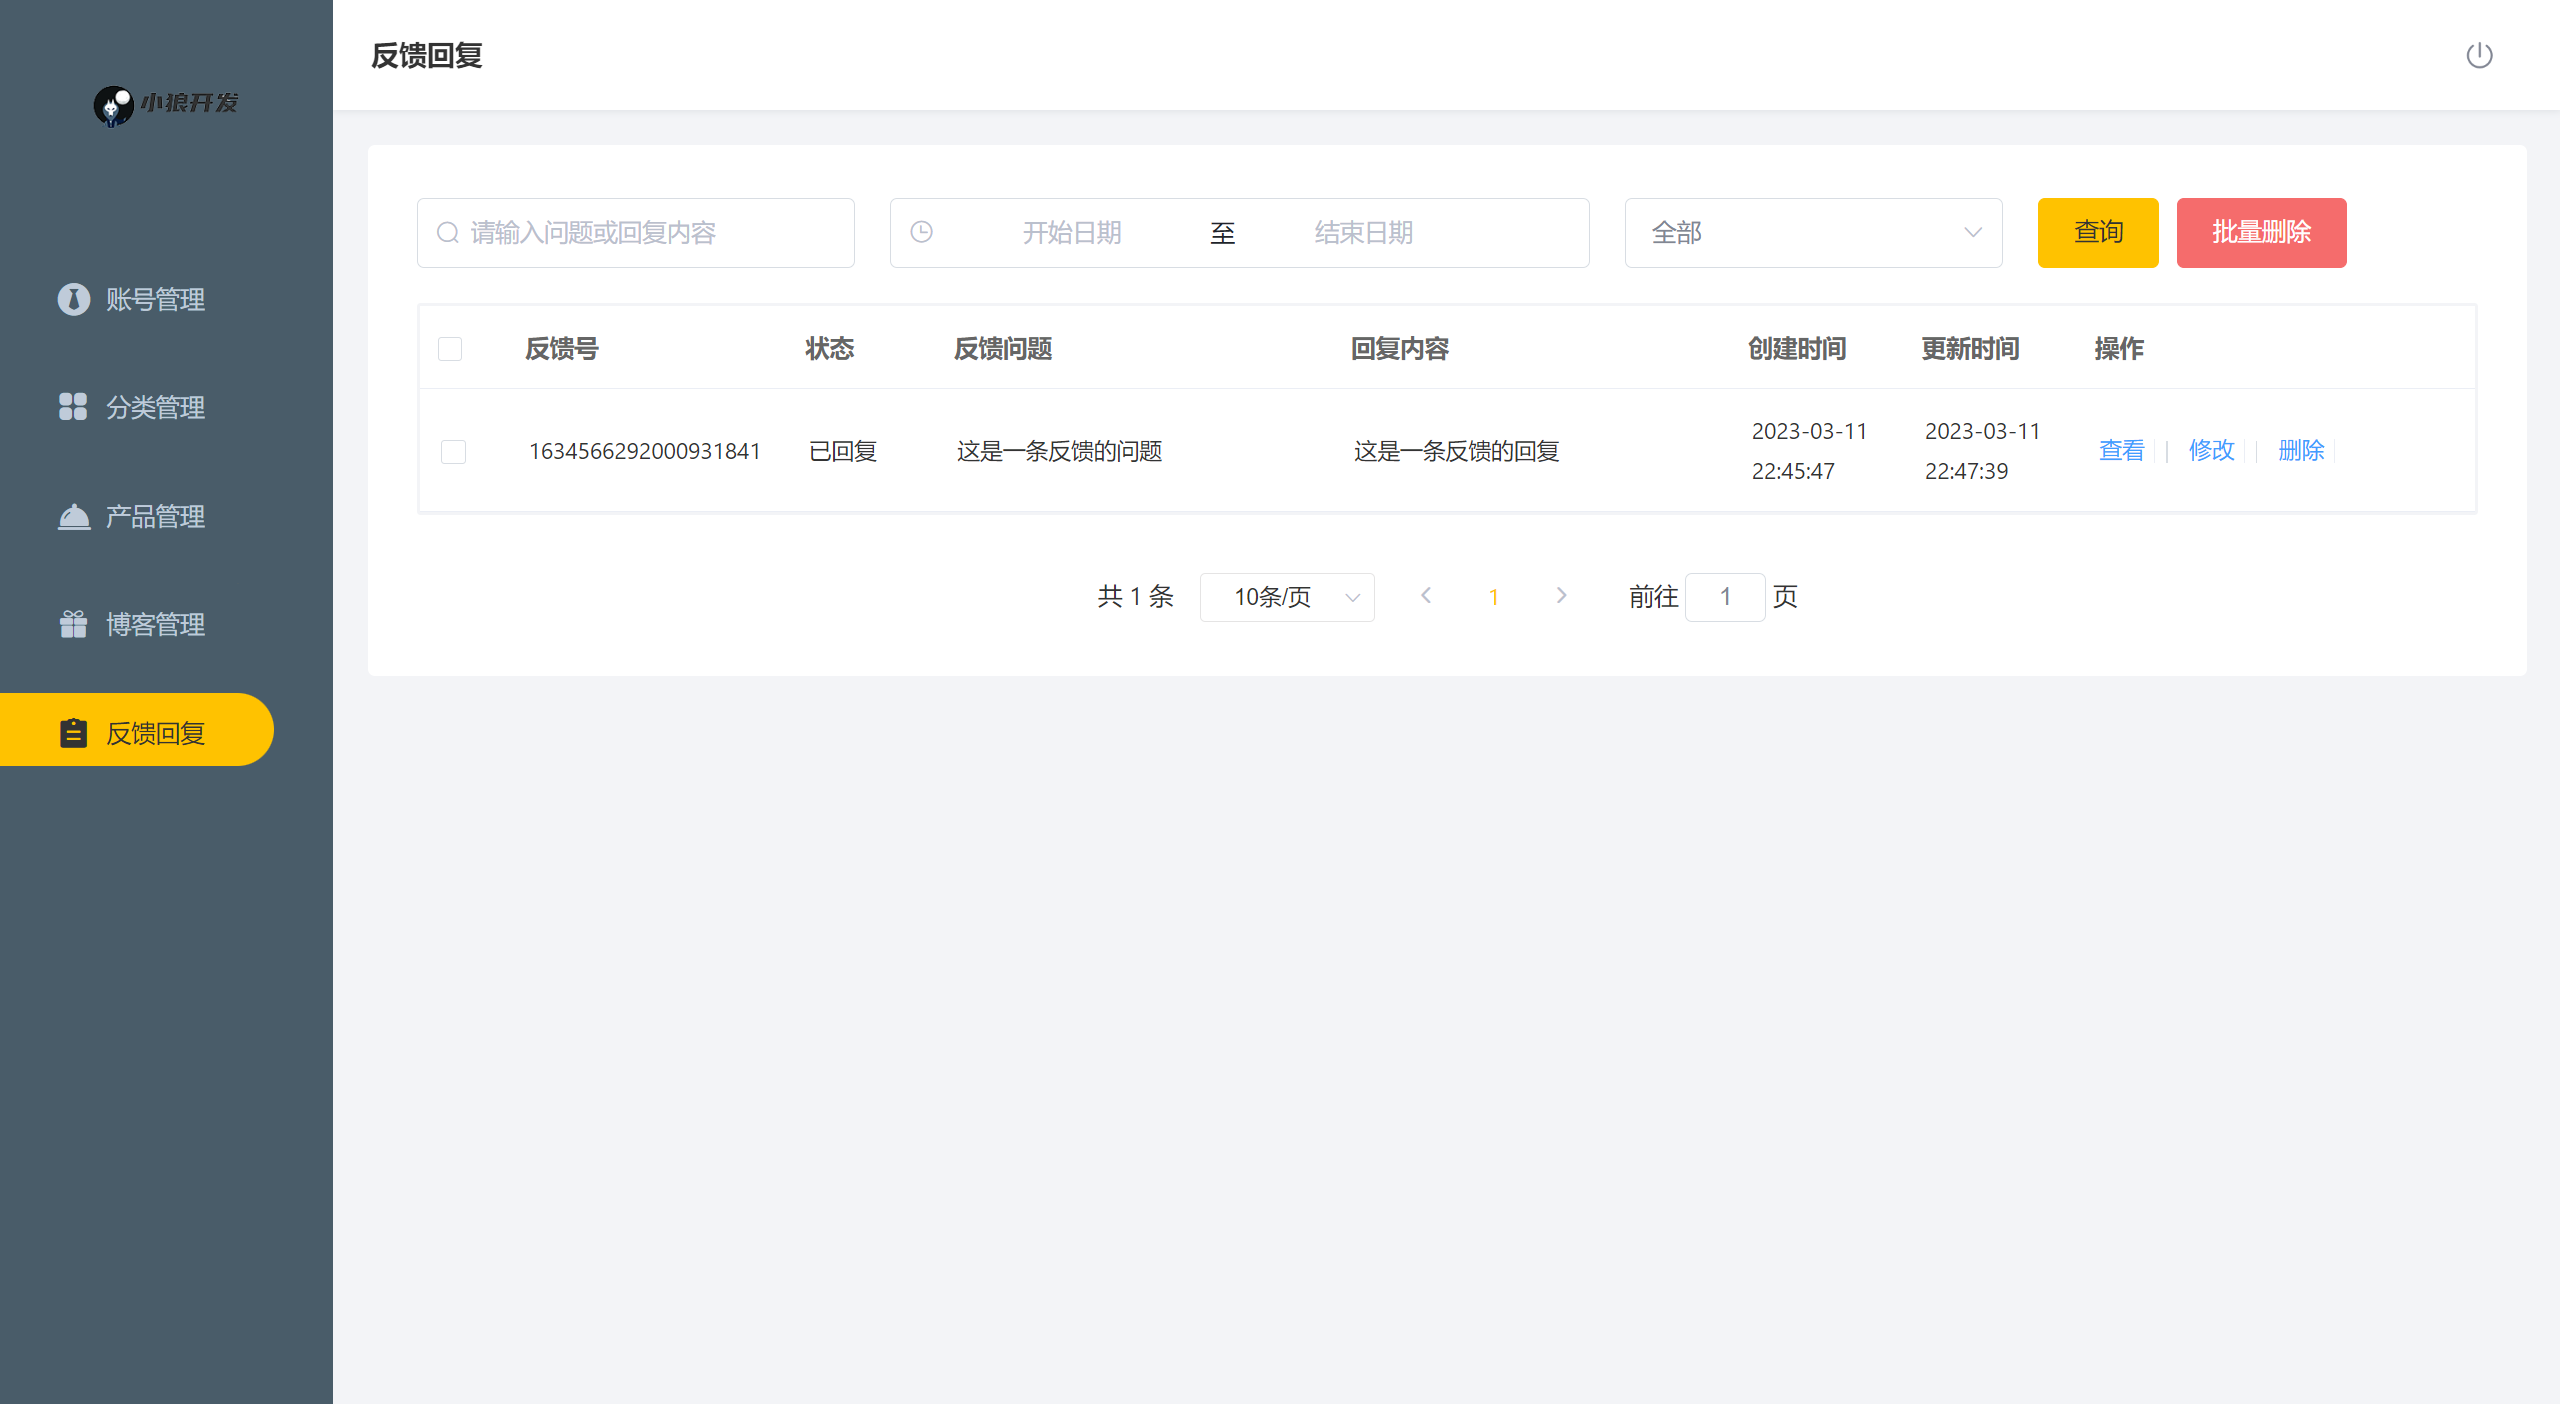 小狼开发
账号管理
分类管理
产品管理
博客管理
反馈回复
反馈回复
请输入问题或回复内容
开始日期 至 结束日期
全部
查询
批量删除
反馈号 状态 反馈问题 回复内容 创建时间 更新时间 操作
1634566292000931841 已回复 这是一条反馈的问题 这是一条反馈的回复 2023-03-11 22:45:47 2023-03-11 22:47:39 查看 | 修改 | 删除
共 1 条 10条/页 1 前往 1 页